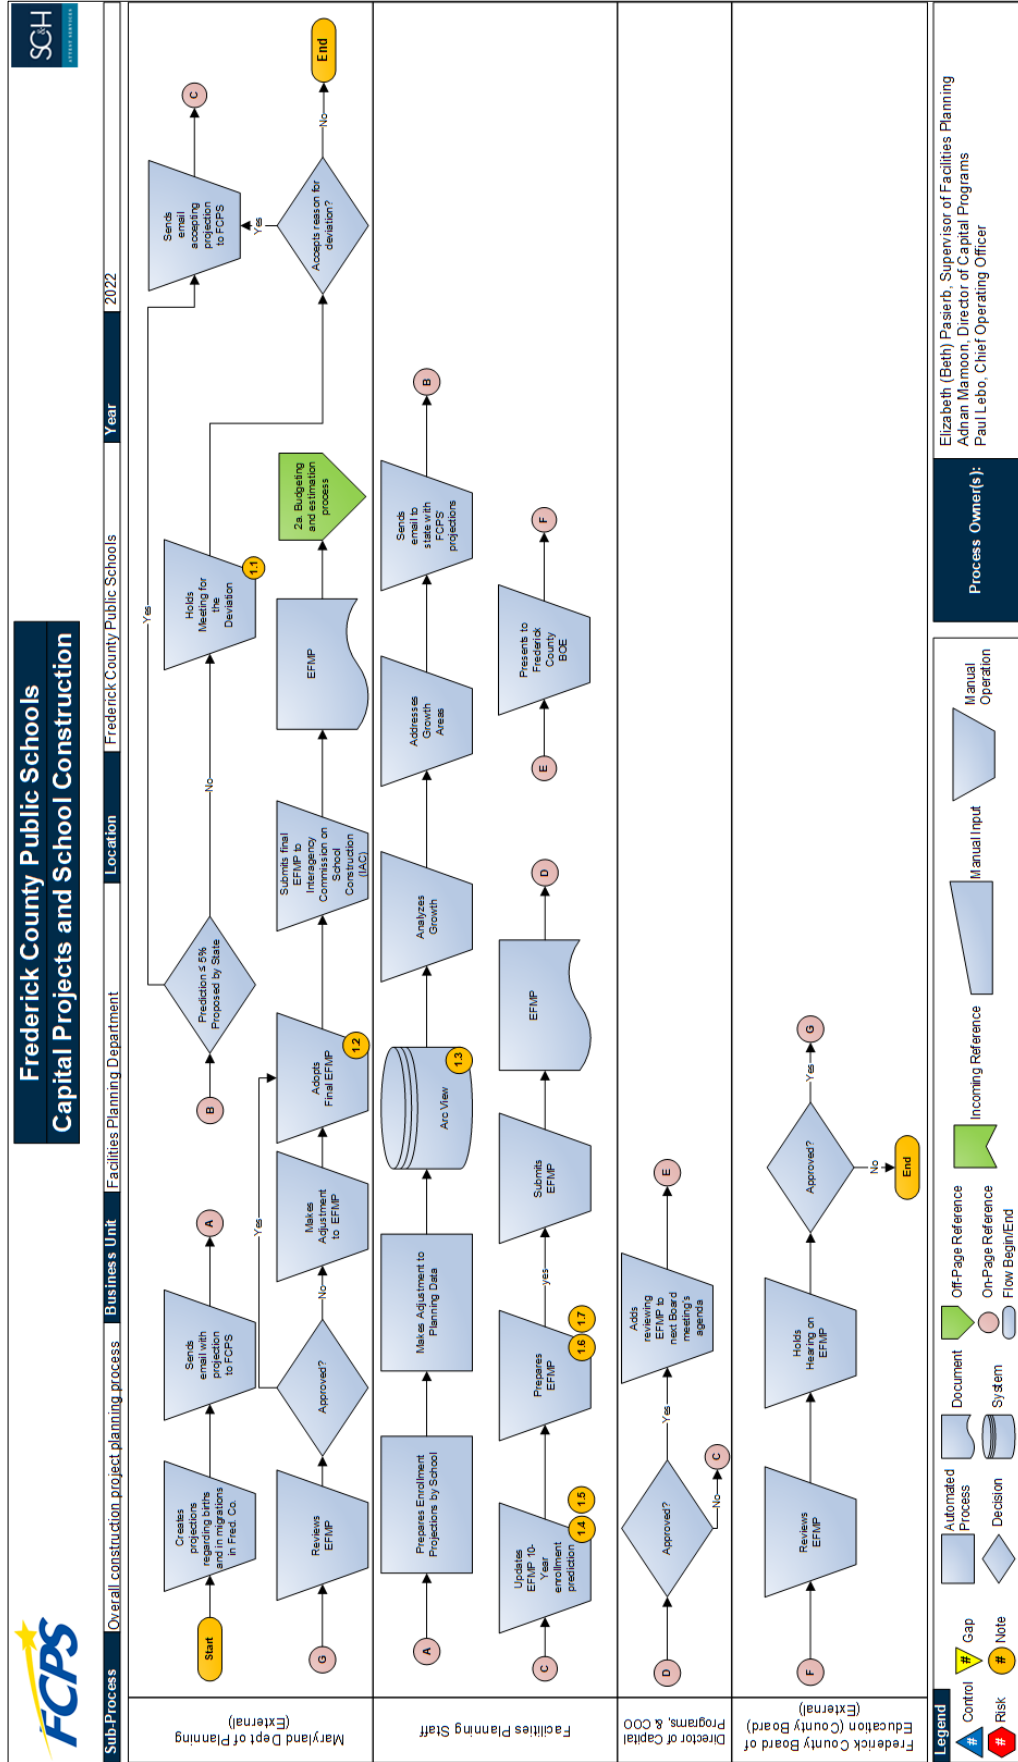 FCPS
Frederick County Public Schools
Capital Projects and School Construction
SC&H
ATTEST SERVICES
Sub-Process
Overall construction project planning process
Business Unit
Facilities Planning Department
Location
Frederick County Public Schools
Year
2022
Maryland Dept of Planning
(External)
Start
Creates
projections
regarding births
and in migrations
in Fred. Co.
Sends
email with
projection
to FCPS
A
B
Prediction ≤ 5%
Proposed by State
Yes
No
Holds
Meeting for
the
Deviation
1.1
Sends
email
accepting
projection
to FCPS
C
G
Reviews
EFMP
Approved?
Yes
No
Makes
Adjustment
to EFMP
Adopts
Final EFMP
1.2
Submits final
EFMP to
Interagency
Commission on
School
Construction
(IAC)
EFMP
2a. Budgeting
and estimation
process
Accepts reason for
deviation?
Yes
No
End
Facilities Planning Staff
A
Prepares Enrollment
Projections by School
Makes Adjustment to
Planning Data
Arc View
1.3
Analyzes
Growth
Addresses
Growth
Areas
Sends
email to
state with
FCPS'
projections
B
C
Updates
EFMP 10-
Year
enrollment
prediction
1.4
1.5
Prepares
EFMP
1.6
1.7
yes
Submits
EFMP
EFMP
D
E
Presents to
Frederick
County
BOE
F
Director of Capital
Programs, & COO
D
Approved?
Yes
No
C
Adds
reviewing
EFMP to
next Board
meeting's
agenda
E
Frederick County Board of
Education (County Board)
(External)
F
Reviews
EFMP
Holds
Hearing on
EFMP
Approved?
Yes
G
No
End
Legend
# Control
# Gap
# Risk
# Note
Automated
Process
Document
Decision
System
Off-Page Reference
On-Page Reference
Flow Begin/End
Incoming Reference
Manual Input
Manual
Operation
Process Owner(s):
Elizabeth (Beth) Pasierb, Supervisor of Facilities Planning
Adnan Mamoon, Director of Capital Programs
Paul Lebo, Chief Operating Officer